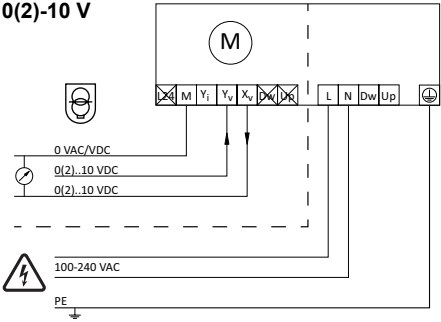 0(2)-10 V
M
L24 M Yi Yv Xv Dw Up L N Dw Up
0 VAC/VDC
0(2)..10 VDC
0(2)..10 VDC
100-240 VAC
PE